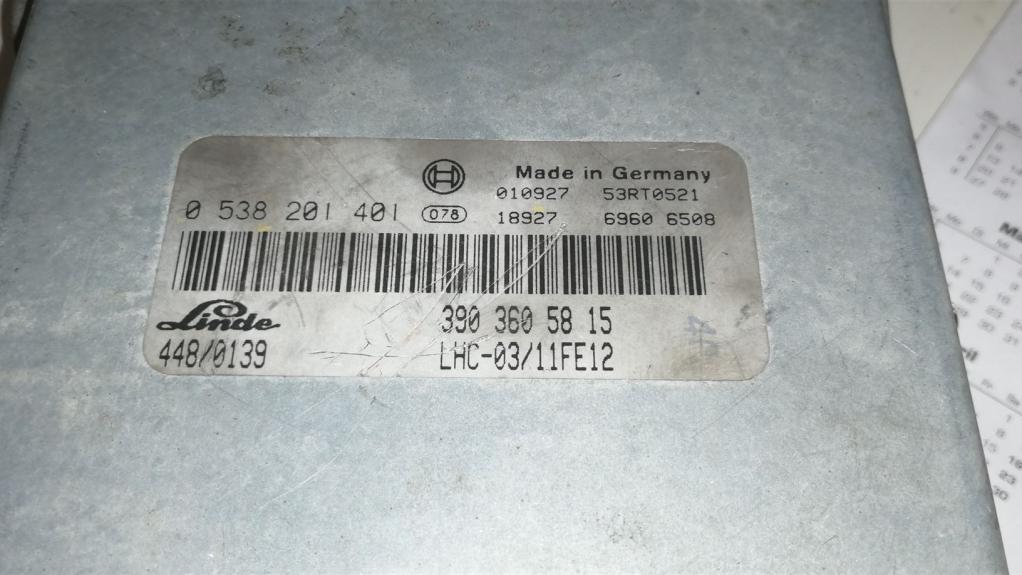 Made in Germany
010927 53RT0521
0 538 201 401 078 18927 6960 6508
Linde 390 360 58 15
448/0139 LHC-03/11FE12